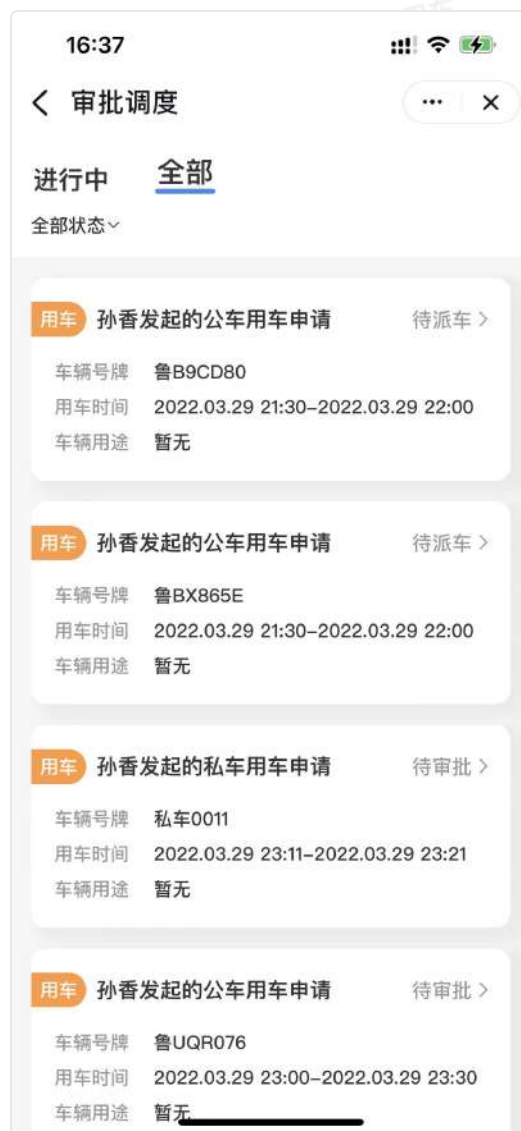 用车
16:37
审批调度
进行中 全部
全部状态
用车 孙香发起的公车用车申请 待派车
车辆号牌 鲁B9CD80
用车时间 2022.03.29 21:30-2022.03.29 22:00
车辆用途 暂无
用车 孙香发起的公车用车申请 待派车
车辆号牌 鲁BX865E
用车时间 2022.03.29 21:30-2022.03.29 22:00
车辆用途 暂无
用车 孙香发起的私车用车申请 待审批
车辆号牌 私车0011
用车时间 2022.03.29 23:11-2022.03.29 23:21
车辆用途 暂无
用车 孙香发起的公车用车申请 待审批
车辆号牌 鲁UQR076
用车时间 2022.03.29 23:00-2022.03.29 23:30
车辆用途 暂无